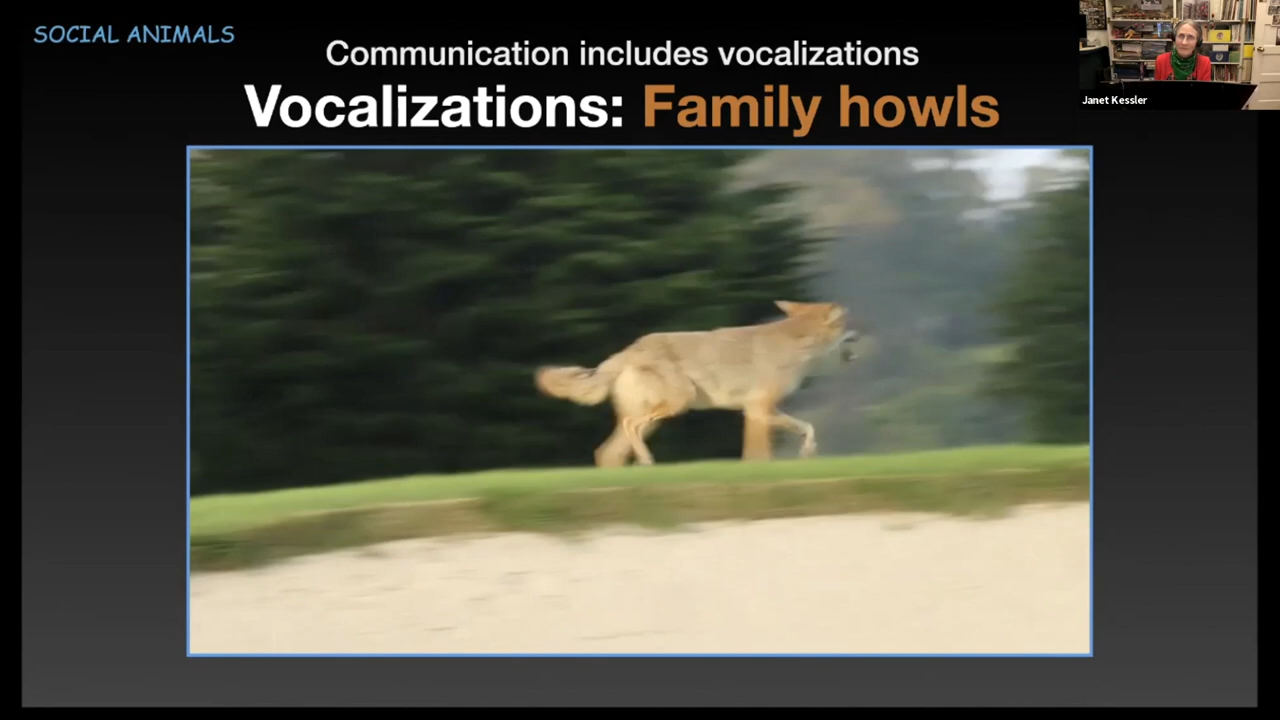 SOCIAL ANIMALS
Communication includes vocalizations
Vocalizations: Family howls
Janet Kessler